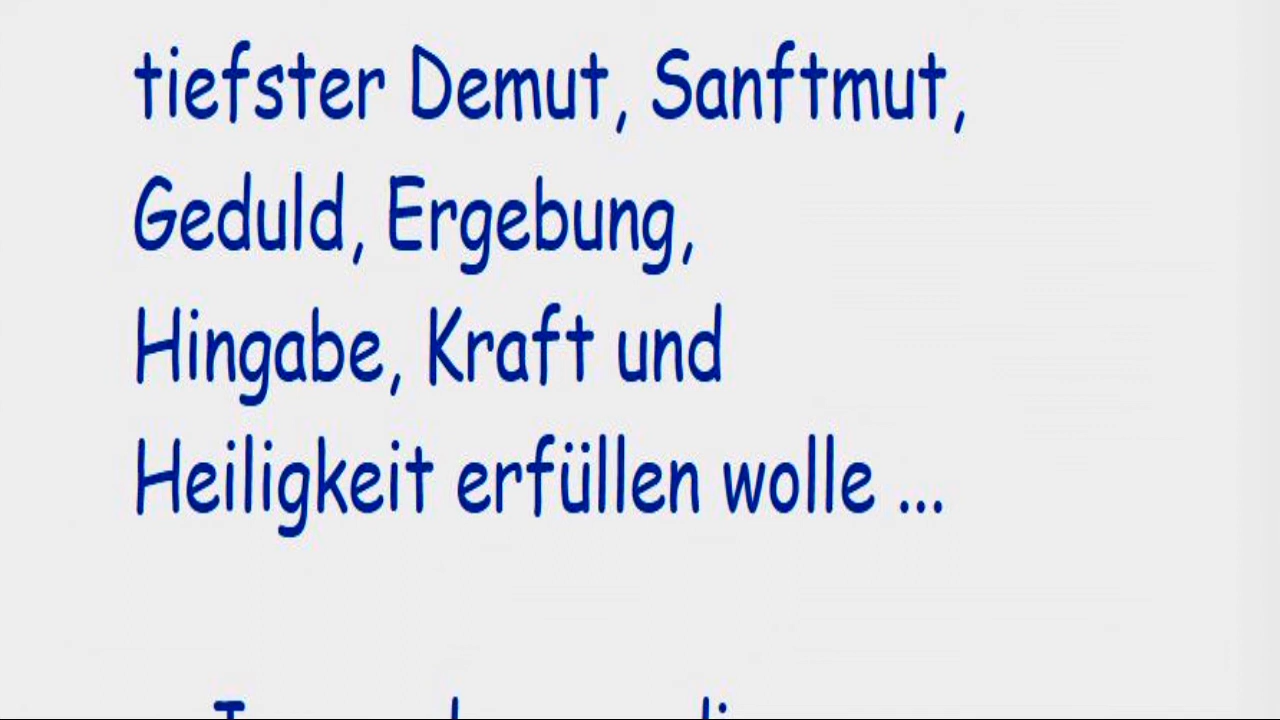 tiefster Demut, Sanftmut,
Geduld, Ergebung,
Hingabe, Kraft und
Heiligkeit erfüllen wolle ...